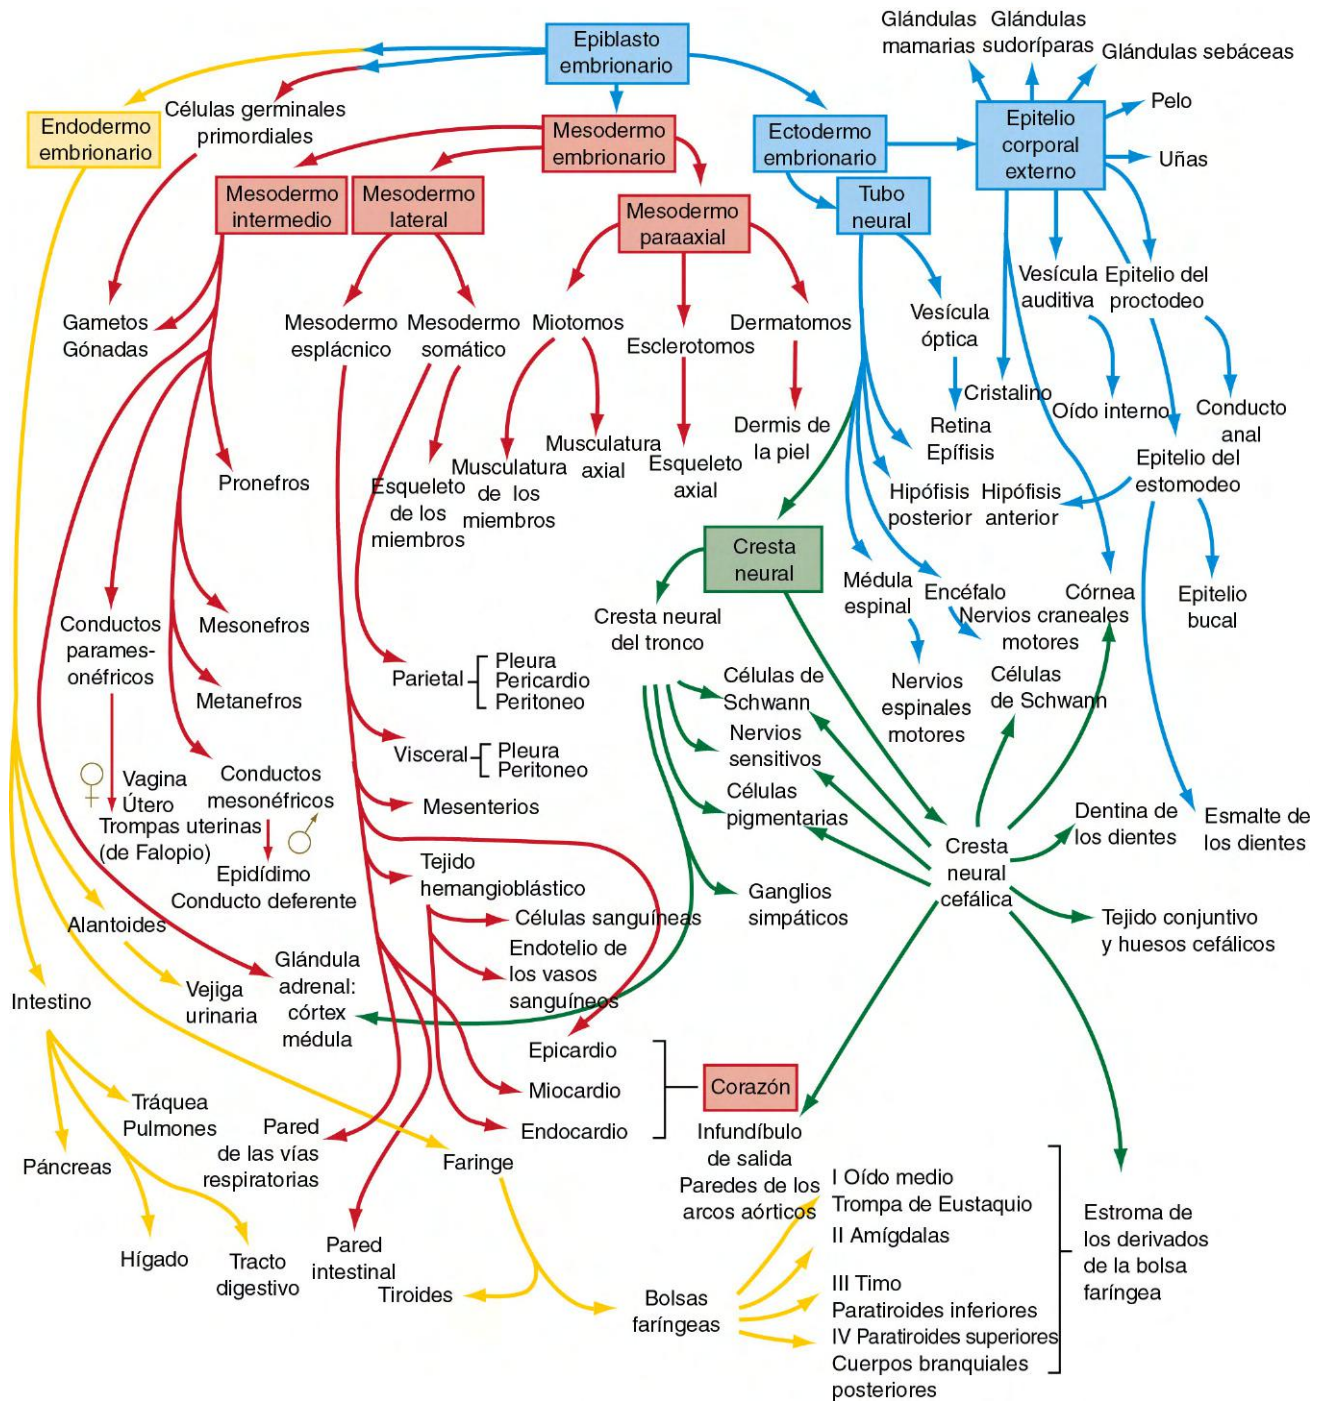 Epiblasto
embrionario
Glándulas
mamarias
Glándulas
sudoríparas
Glándulas sebáceas
Pelo
Uñas
Endodermo
embrionario
Células germinales
primordiales
Mesodermo
embrionario
Ectodermo
embrionario
Epitelio
corporal
externo
Mesodermo
intermedio
Mesodermo
lateral
Mesodermo
paraaxial
Tubo
neural
Gametos
Gónadas
Mesodermo
esplácnico
Mesodermo
somático
Miotomos
Esclerotomos
Dermatomos
Vesícula
óptica
Vesícula
auditiva
Epitelio del
proctodeo
Cristalino
Oído interno
Conducto
anal
Pronefros
Esqueleto
de los
miembros
Musculatura
de los
miembros
Musculatura
axial
Esqueleto
axial
Dermis de
la piel
Retina
Epífisis
Hipófisis
posterior
Hipófisis
anterior
Epitelio del
estomodeo
Cresta
neural
Médula
espinal
Encéfalo
Nervios craneales
motores
Córnea
Epitelio
bucal
Conductos
parames-
onéfricos
Mesonefros
Metanefros
Cresta neural
del tronco
Parietal
Pleura
Pericardio
Peritoneo
Visceral
Pleura
Peritoneo
Células de
Schwann
Nervios
sensitivos
Células
pigmentarias
Nervios
espinales
motores
Células
de Schwann
♀
Vagina
Útero
Trompas uterinas
(de Falopio)
Conductos
mesonéfricos
♂
Epidídimo
Conducto deferente
Mesenterios
Tejido
hemangioblástico
Células sanguíneas
Endotelio de
los vasos
sanguíneos
Ganglios
simpáticos
Cresta
neural
cefálica
Dentina de
los dientes
Esmalte de
los dientes
Tejido conjuntivo
y huesos cefálicos
Alantoides
Vejiga
urinaria
Glándula
adrenal:
córtex
médula
Intestino
Epicardio
Miocardio
Endocardio
Corazón
Infundíbulo
de salida
Paredes de los
arcos aórticos
Tráquea
Pulmones
Páncreas
Hígado
Tracto
digestivo
Pared
de las vías
respiratorias
Pared
intestinal
Faringe
Tiroides
Bolsas
faríngeas
I Oído medio
Trompa de Eustaquio
II Amígdalas
III Timo
Paratiroides inferiores
IV Paratiroides superiores
Cuerpos branquiales
posteriores
Estroma de
los derivados
de la bolsa
faríngea